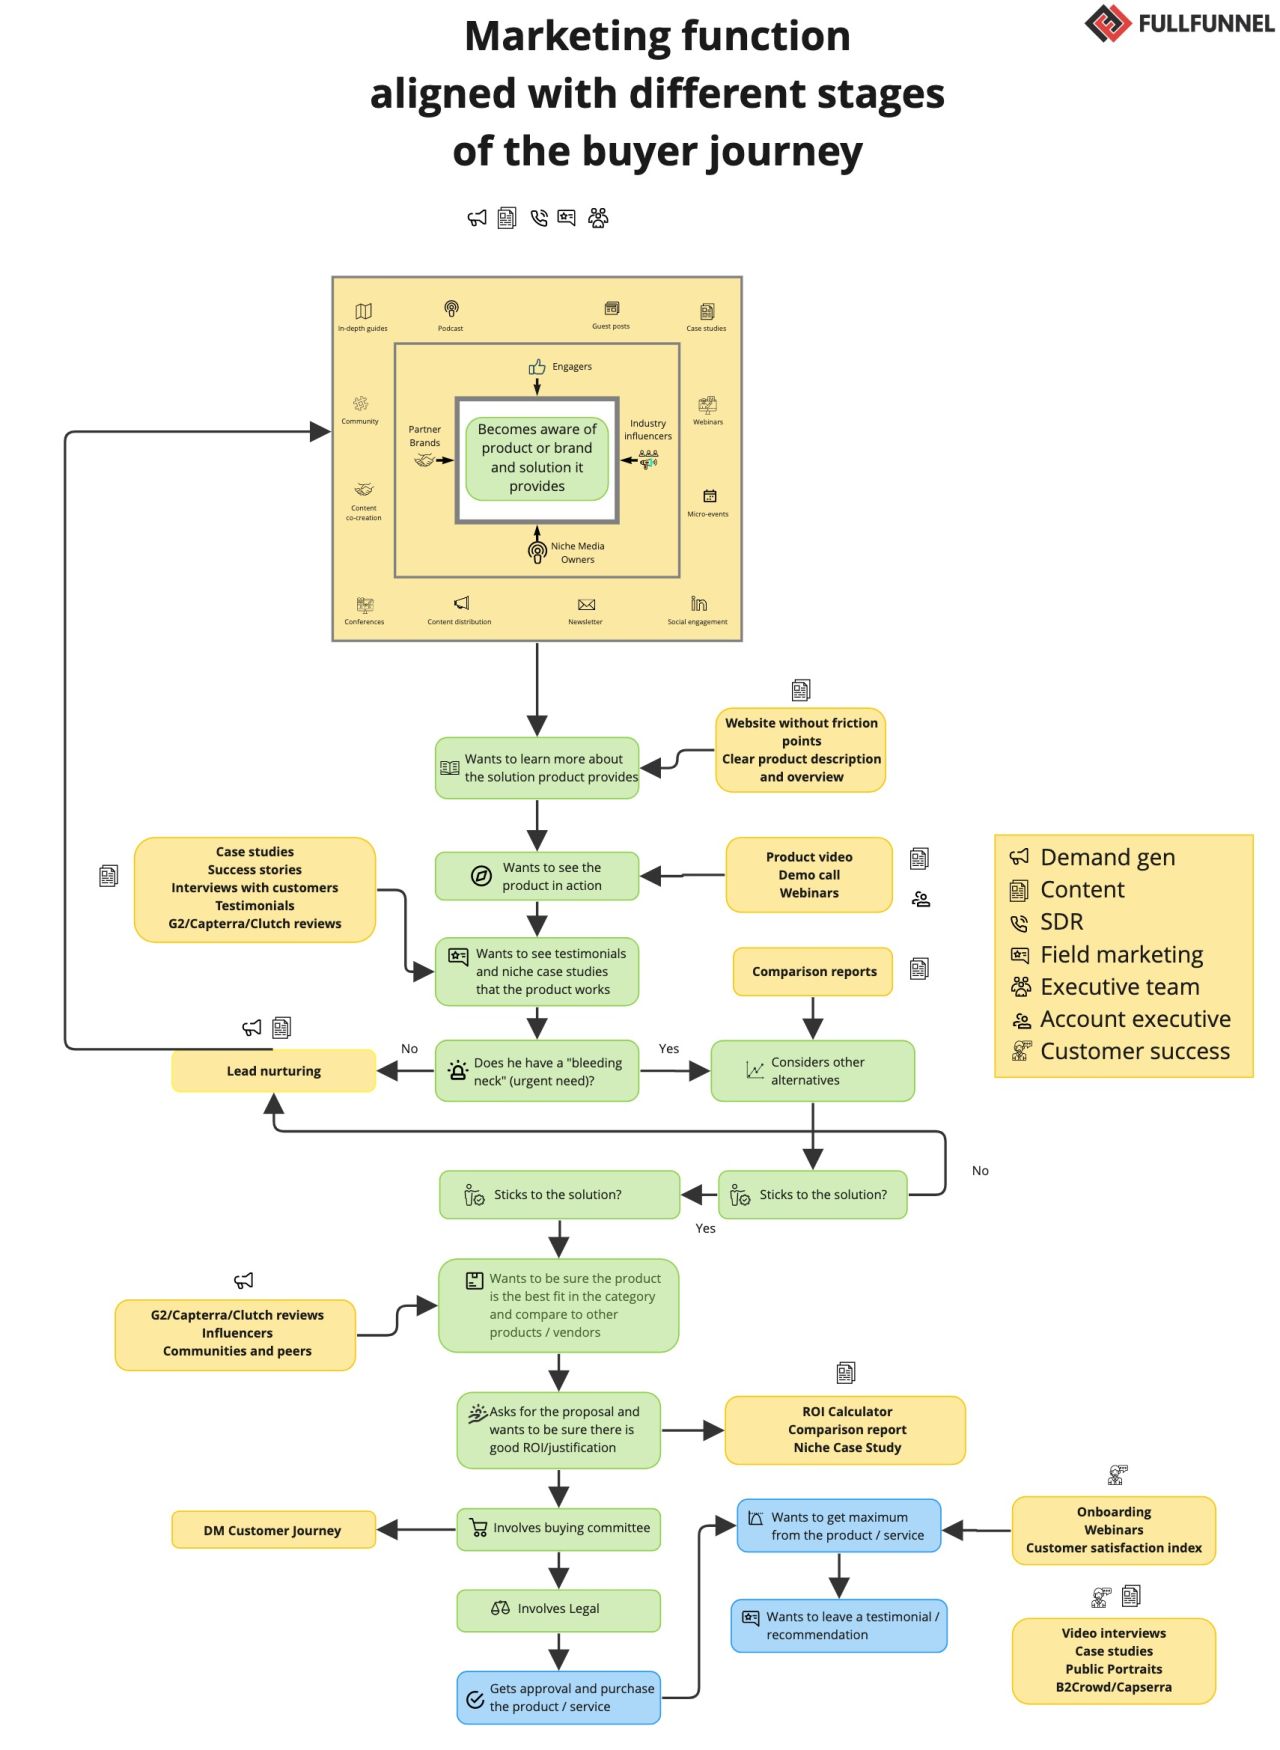 Marketing function
aligned with different stages
of the buyer journey
FULLFUNNEL
In-depth guides
Podcast
Guest posts
Case studies
Engagers
Community
Partner
Brands
Becomes aware of
product or brand
and solution it
provides
Industry
influencers
Webinars
Content
co-creation
Micro-events
Niche Media
Owners
Conferences
Content distribution
Newsletter
in
Social engagement
Website without friction
points
Clear product description
and overview
Wants to learn more about
the solution product provides
Case studies
Success stories
Interviews with customers
Testimonials
G2/Capterra/Clutch reviews
Wants to see the
product in action
Product video
Demo call
Webinars
Demand gen
Content
SDR
Field marketing
Executive team
Account executive
Customer success
Wants to see testimonials
and niche case studies
that the product works
Comparison reports
Lead nurturing
No
Does he have a "bleeding
neck" (urgent need)?
Yes
Considers other
alternatives
No
Sticks to the solution?
Sticks to the solution?
Yes
Wants to be sure the product
is the best fit in the category
and compare to other
products / vendors
G2/Capterra/Clutch reviews
Influencers
Communities and peers
Asks for the proposal and
wants to be sure there is
good ROI/justification
ROI Calculator
Comparison report
Niche Case Study
DM Customer Journey
Involves buying committee
Wants to get maximum
from the product / service
Onboarding
Webinars
Customer satisfaction index
Involves Legal
Wants to leave a testimonial /
recommendation
Video interviews
Case studies
Public Portraits
B2Crowd/Capserra
Gets approval and purchase
the product / service